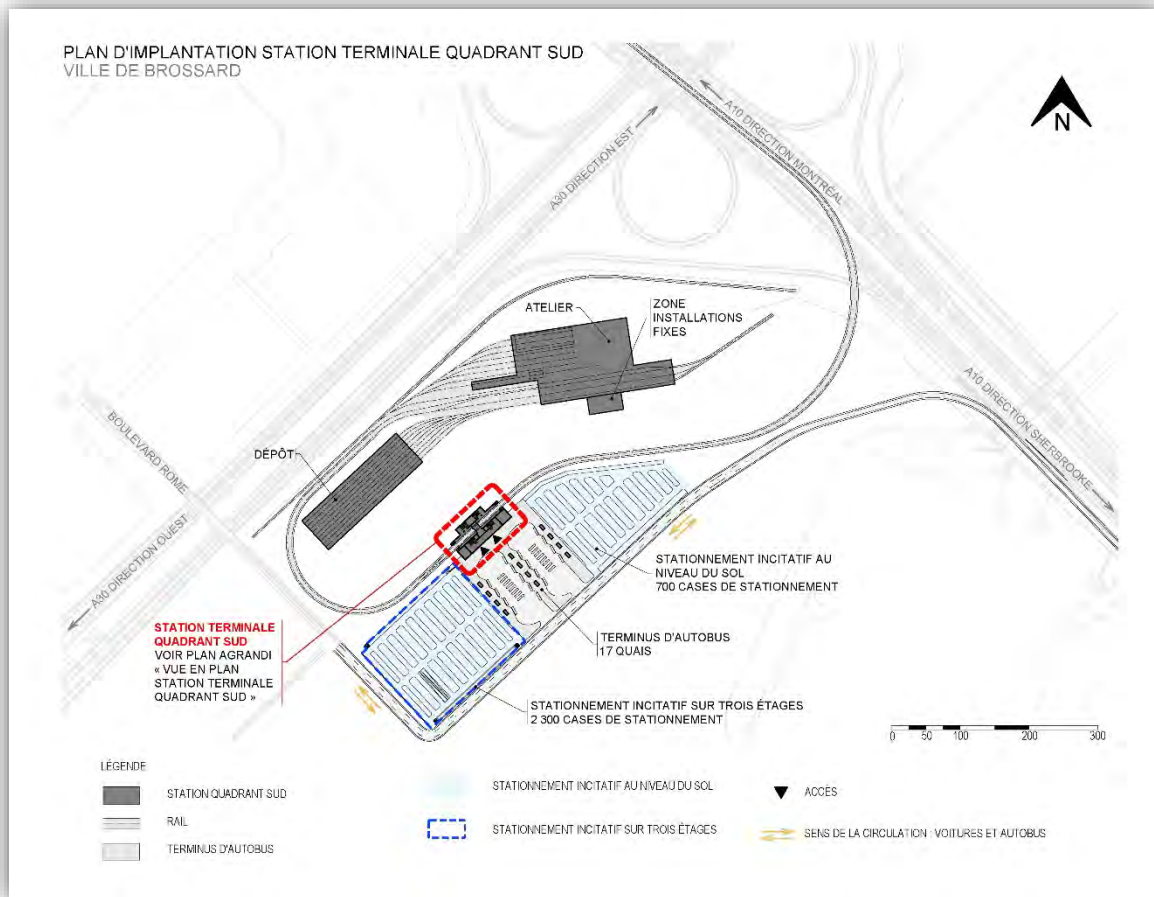 PLAN D'IMPLANTATION STATION TERMINALE QUADRANT SUD
VILLE DE BROSSARD
N
A10 DIRECTION MONTRÉAL
A30 DIRECTION EST
ATELIER
ZONE
INSTALLATIONS
FIXES
A10 DIRECTION SHERBROOKE
BOULEVARD ROME
DÉPÔT
A30 DIRECTION OUEST
STATIONNEMENT INCITATIF AU
NIVEAU DU SOL
700 CASES DE STATIONNEMENT
STATION TERMINALE
QUADRANT SUD
VOIR PLAN AGRANDI
« VUE EN PLAN
STATION TERMINALE
QUADRANT SUD »
TERMINUS D'AUTOBUS
17 QUAIS
STATIONNEMENT INCITATIF SUR TROIS ÉTAGES
2 300 CASES DE STATIONNEMENT
0 50 100 200 300
LÉGENDE
STATION QUADRANT SUD
RAIL
TERMINUS D'AUTOBUS
STATIONNEMENT INCITATIF AU NIVEAU DU SOL
STATIONNEMENT INCITATIF SUR TROIS ÉTAGES
ACCÈS
SENS DE LA CIRCULATION : VOITURES ET AUTOBUS